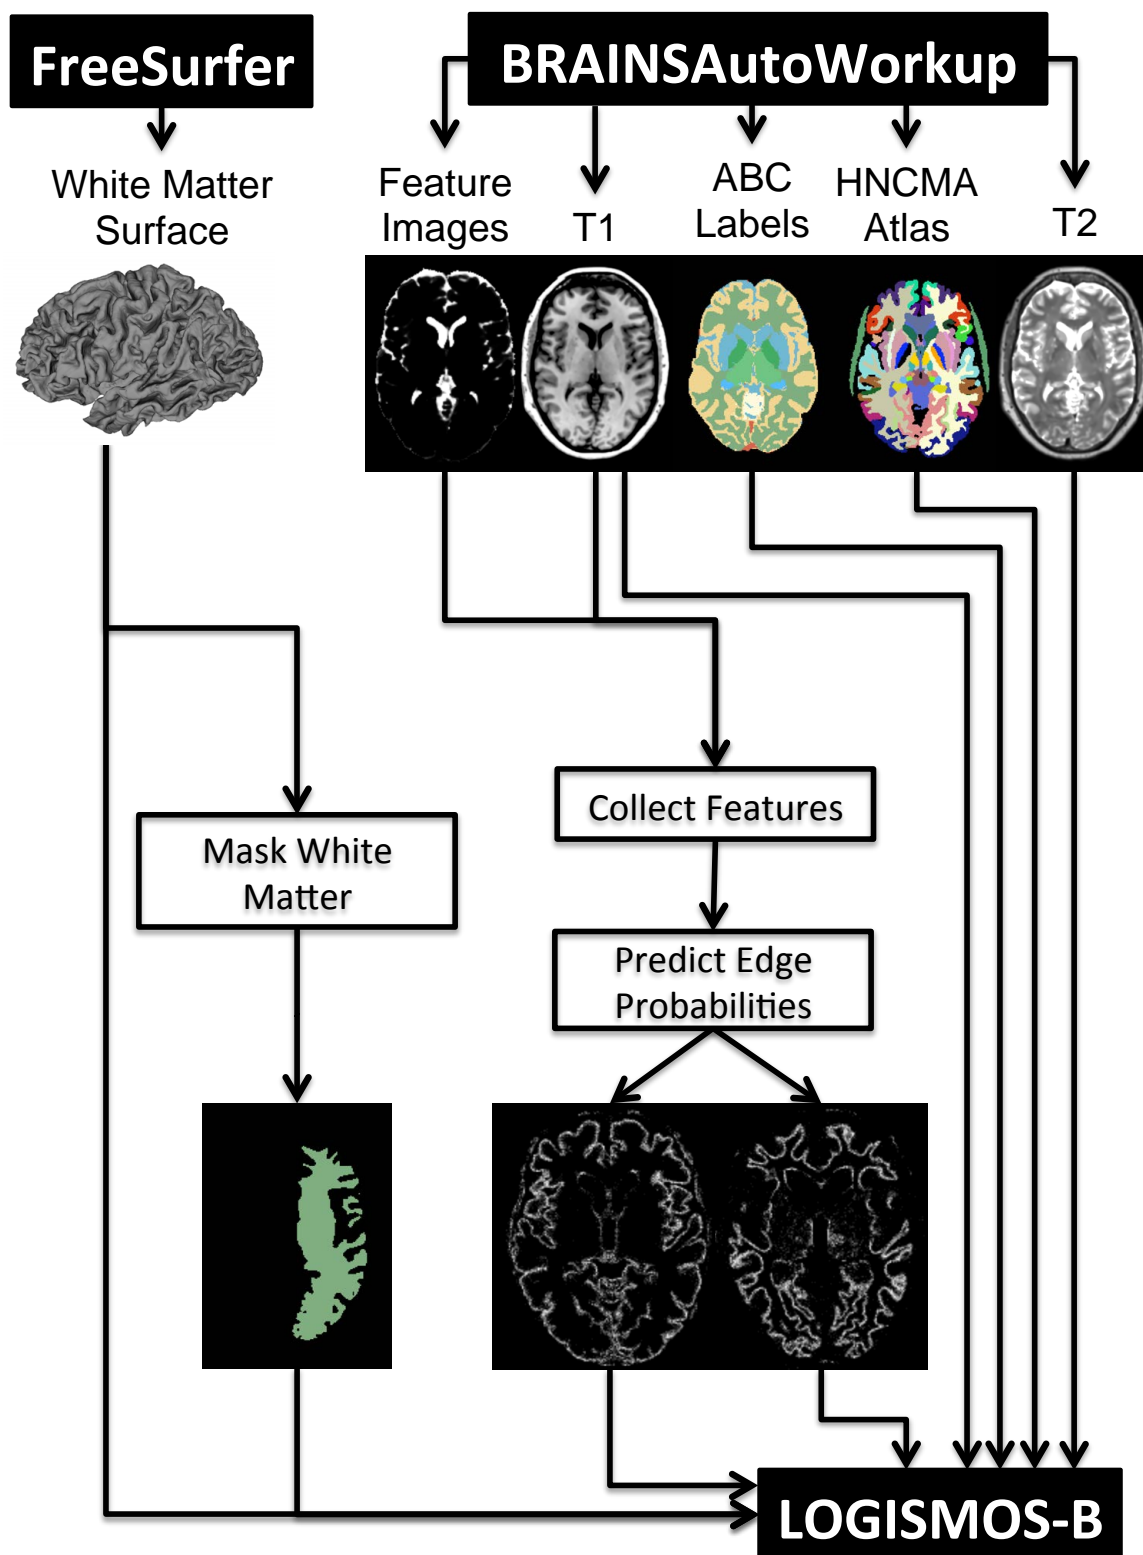 FreeSurfer
BRAINSAutoWorkup
White Matter
Surface
Feature
Images
T1
ABC
Labels
HNCMA
Atlas
T2
Collect Features
Mask White
Matter
Predict Edge
Probabilities
LOGISMOS-B